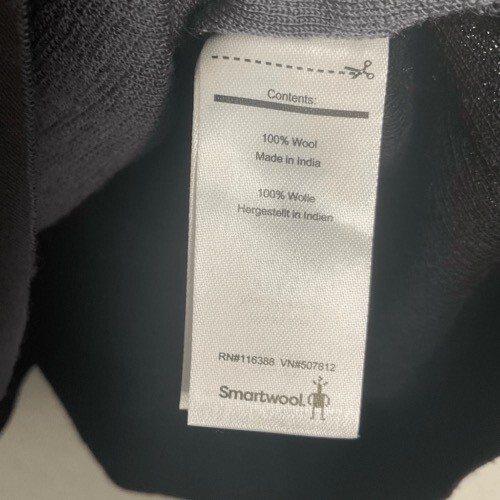 Contents:
100% Wool
Made in India
100% Wolle
Hergestellt in Indien
RN#116388 VN#507812
Smartwool.